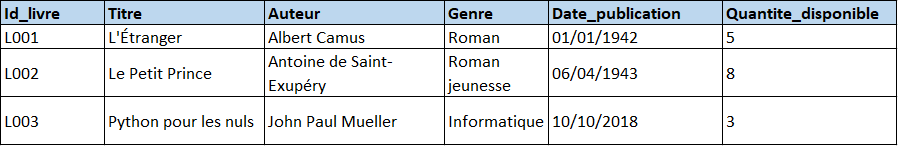 Id_livre Titre Auteur Genre Date_publication Quantite_disponible
L001 L'Étranger Albert Camus Roman 01/01/1942 5
L002 Le Petit Prince Antoine de Saint-Exupéry Roman jeunesse 06/04/1943 8
L003 Python pour les nuls John Paul Mueller Informatique 10/10/2018 3